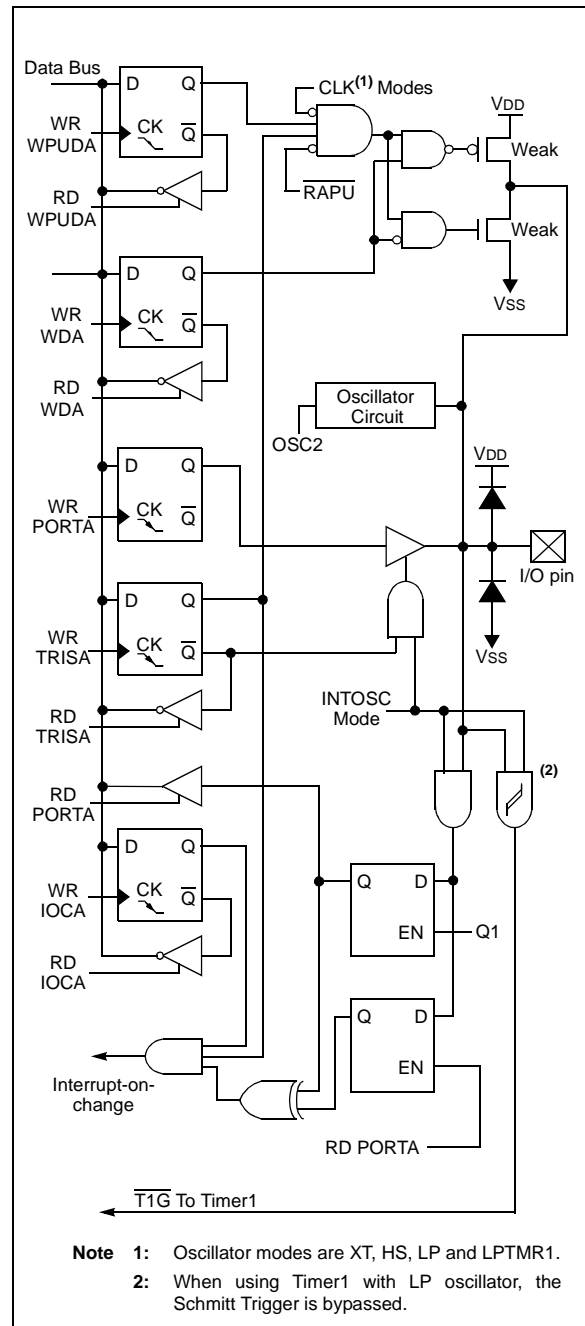 Data Bus
D Q
CK Q
WR
WPUDA
RD
WPUDA
CLK(1) Modes
RAPU
VDD
Weak
Weak
VSS
D Q
CK Q
WR
WDA
RD
WDA
Oscillator
Circuit
OSC2
D Q
CK Q
WR
PORTA
VDD
I/O pin
VSS
D Q
CK Q
WR
TRISA
RD
TRISA
INTOSC
Mode
(2)
RD
PORTA
D Q
CK Q
WR
IOCA
RD
IOCA
Q D
EN
Q1
Q D
EN
RD PORTA
Interrupt-on-
change
T1G To Timer1
Note 1: Oscillator modes are XT, HS, LP and LPTMR1.
2: When using Timer1 with LP oscillator, the
Schmitt Trigger is bypassed.